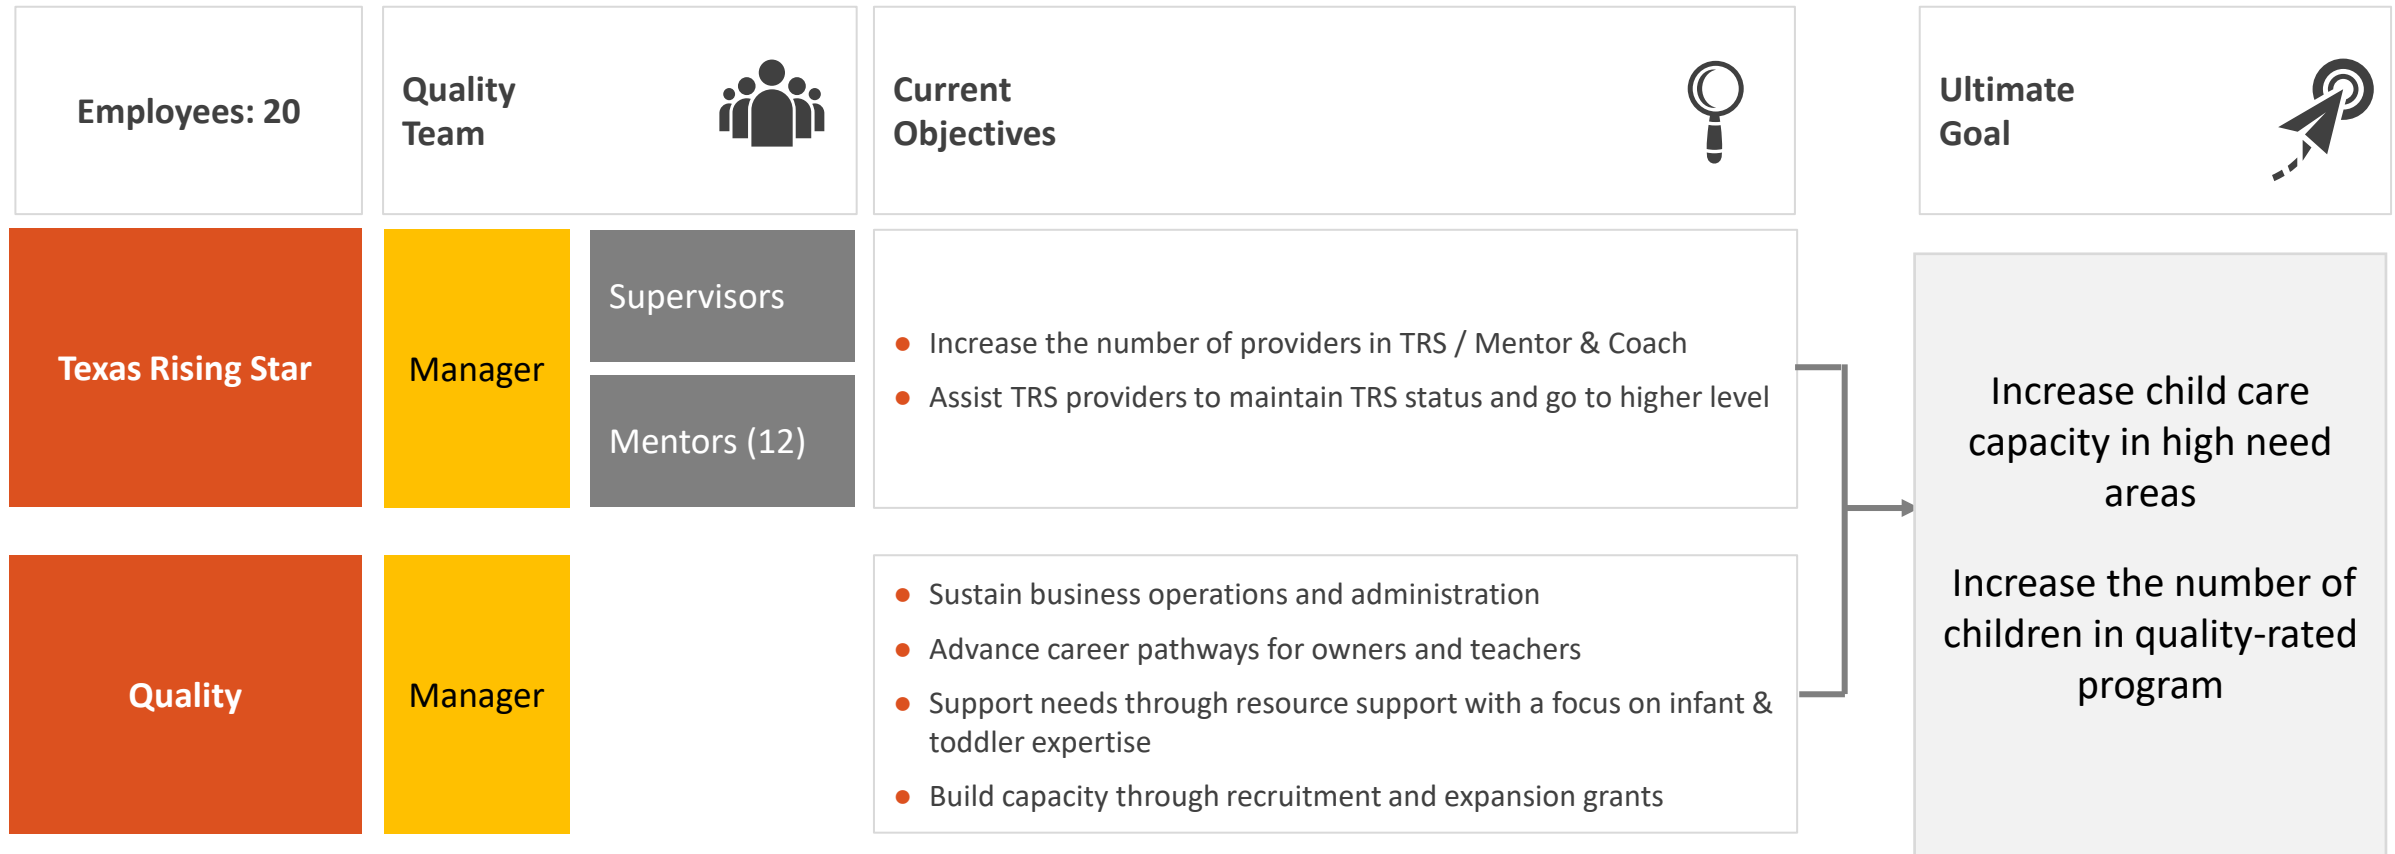 Employees: 20
Quality
Team
Current
Objectives
Ultimate
Goal
Texas Rising Star
Manager
Supervisors
Mentors (12)
● Increase the number of providers in TRS / Mentor & Coach
● Assist TRS providers to maintain TRS status and go to higher level
Quality
Manager
● Sustain business operations and administration
● Advance career pathways for owners and teachers
● Support needs through resource support with a focus on infant &
toddler expertise
● Build capacity through recruitment and expansion grants
Increase child care
capacity in high need
areas
Increase the number of
children in quality-rated
program